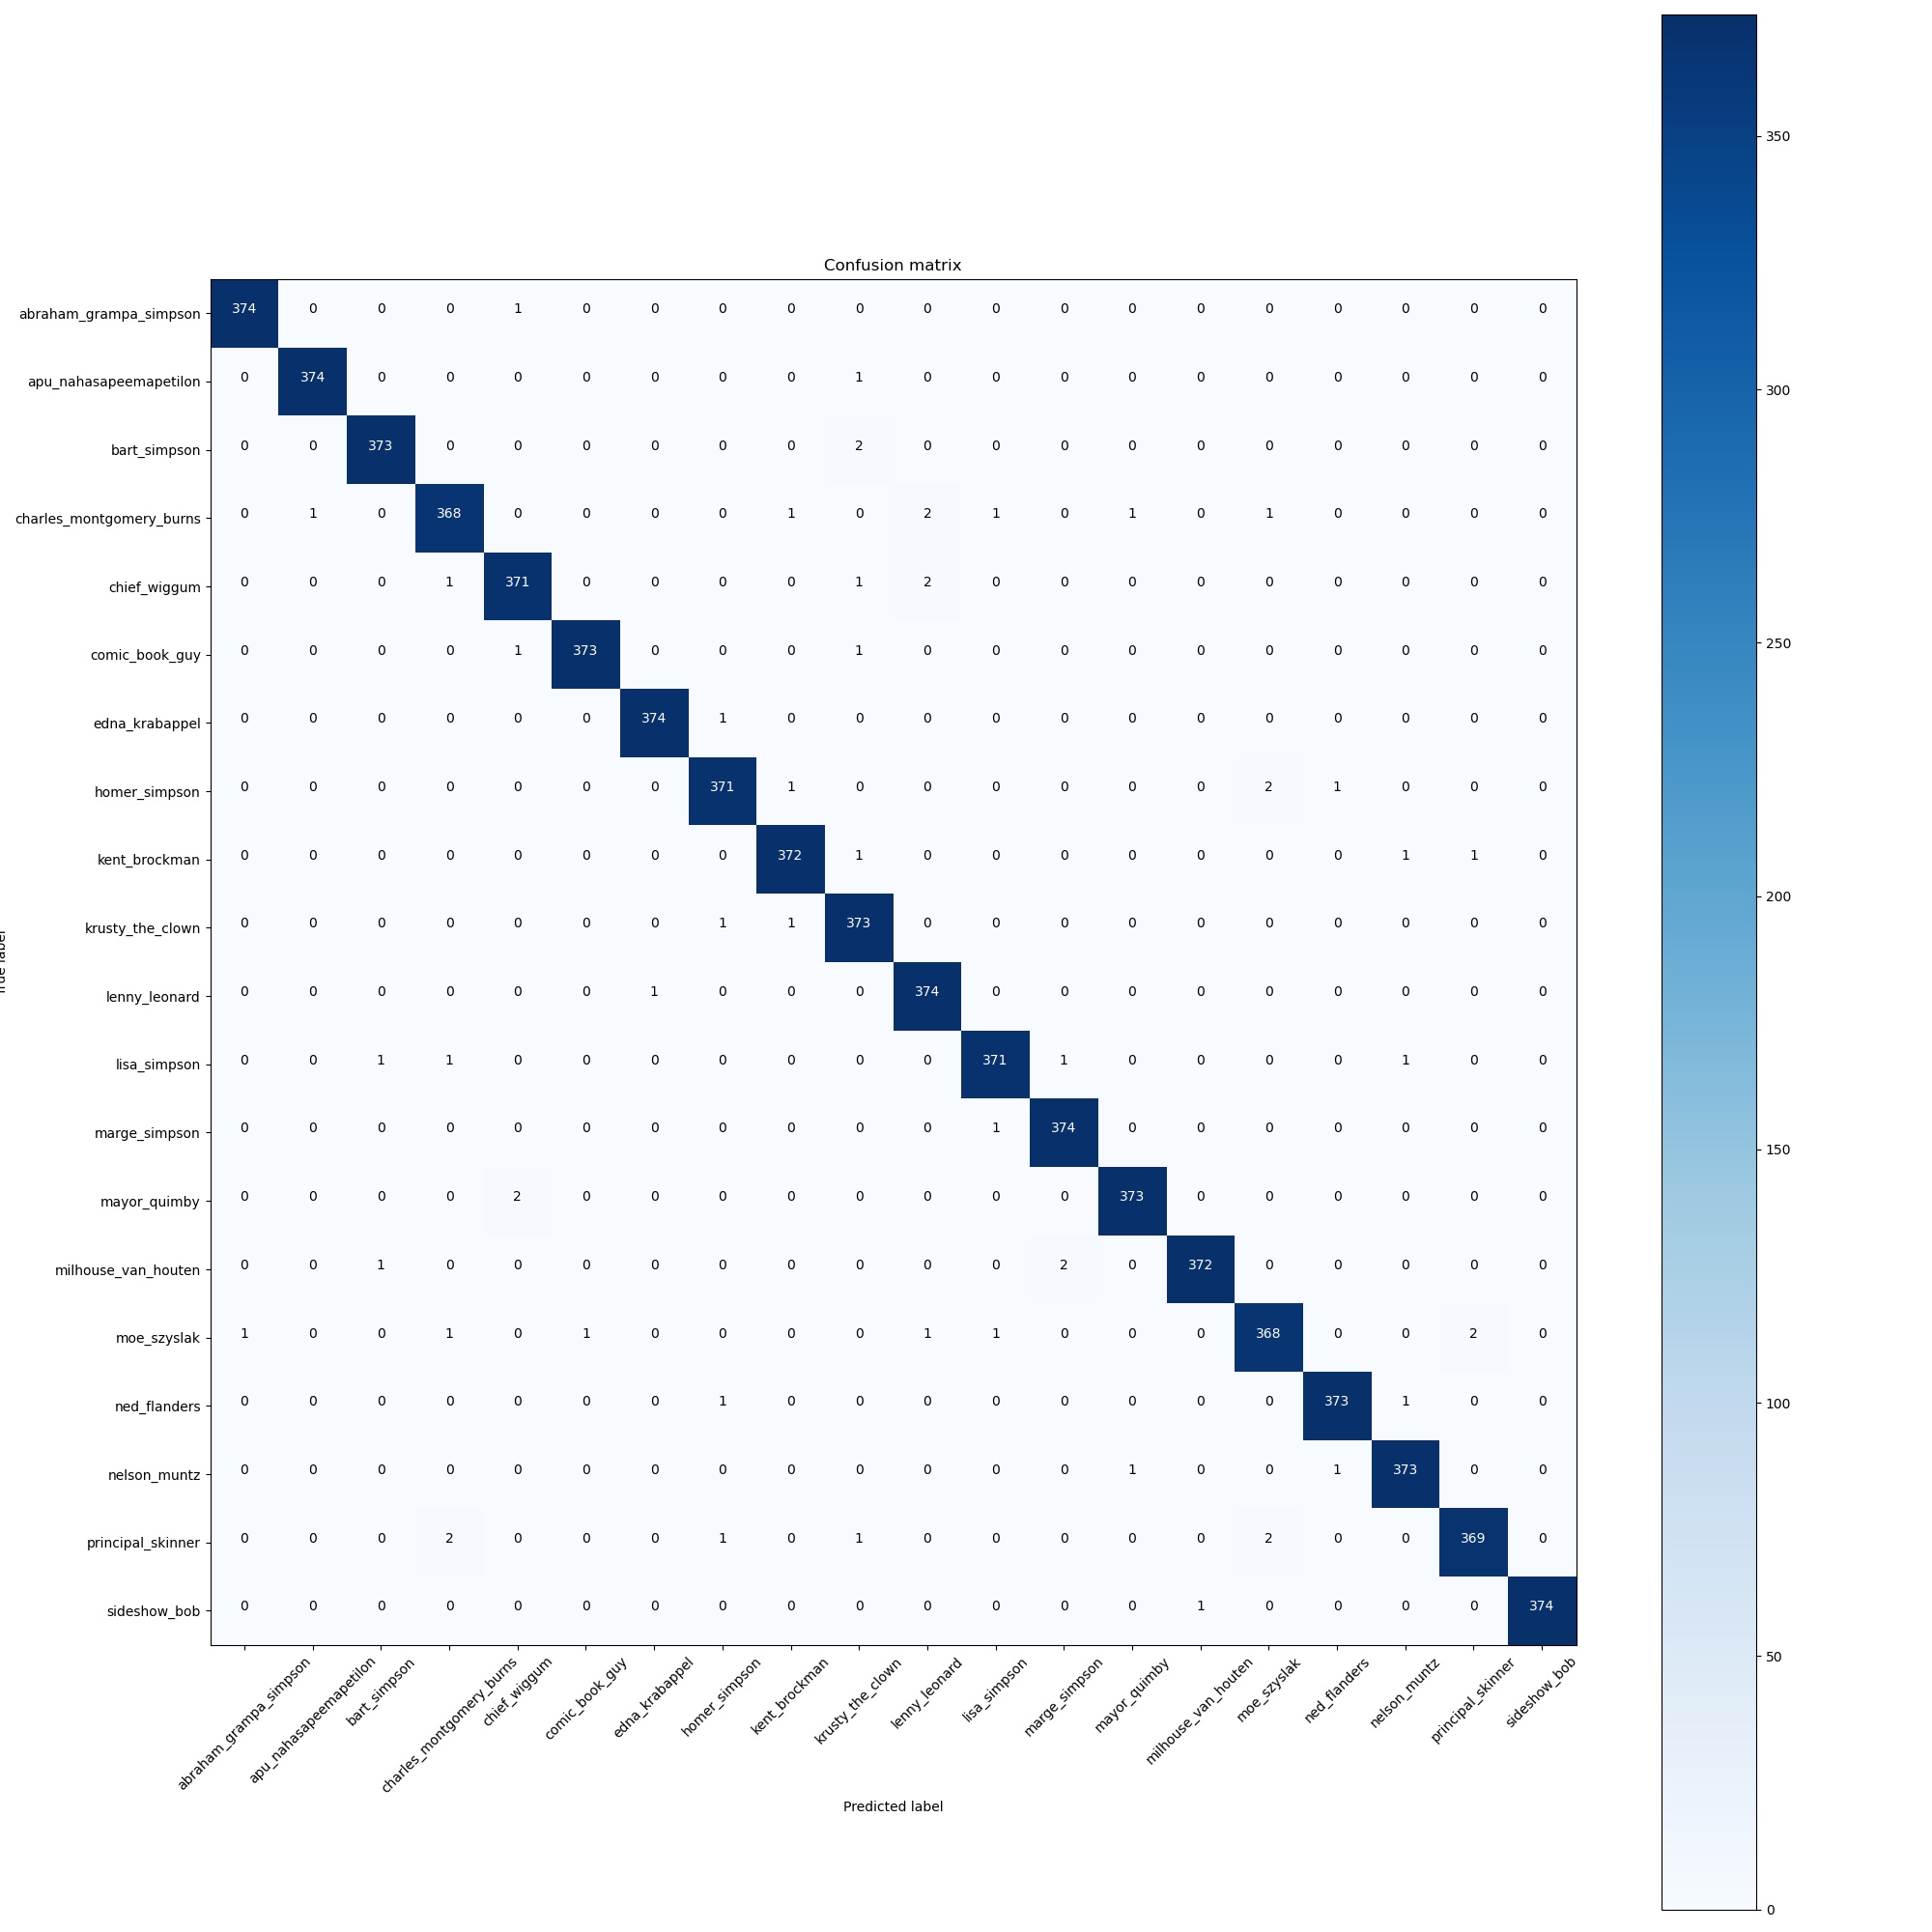 Confusion matrix
abraham_grampa_simpson 374 0 0 0 1 0 0 0 0 0 0 0 0 0 0 0 0 0 0 0
apu_nahasapeemapetilon 0 374 0 0 0 0 0 0 0 1 0 0 0 0 0 0 0 0 0 0
bart_simpson 0 0 373 0 0 0 0 0 0 2 0 0 0 0 0 0 0 0 0 0
charles_montgomery_burns 0 1 0 368 0 0 0 0 1 0 2 1 0 1 0 1 0 0 0 0
chief_wiggum 0 0 0 1 371 0 0 0 0 1 2 0 0 0 0 0 0 0 0 0
comic_book_guy 0 0 0 0 1 373 0 0 0 1 0 0 0 0 0 0 0 0 0 0
edna_krabappel 0 0 0 0 0 0 374 1 0 0 0 0 0 0 0 0 0 0 0 0
homer_simpson 0 0 0 0 0 0 0 371 1 0 0 0 0 0 0 2 1 0 0 0
kent_brockman 0 0 0 0 0 0 0 0 372 1 0 0 0 0 0 0 0 1 1 0
krusty_the_clown 0 0 0 0 0 0 0 1 1 373 0 0 0 0 0 0 0 0 0 0
lenny_leonard 0 0 0 0 0 0 1 0 0 0 374 0 0 0 0 0 0 0 0 0
lisa_simpson 0 0 1 1 0 0 0 0 0 0 0 371 1 0 0 0 0 1 0 0
marge_simpson 0 0 0 0 0 0 0 0 0 0 0 1 374 0 0 0 0 0 0 0
mayor_quimby 0 0 0 0 2 0 0 0 0 0 0 0 0 373 0 0 0 0 0 0
milhouse_van_houten 0 0 1 0 0 0 0 0 0 0 0 0 2 0 372 0 0 0 0 0
moe_szyslak 1 0 0 1 0 1 0 0 0 0 1 1 0 0 0 368 0 0 2 0
ned_flanders 0 0 0 0 0 0 0 1 0 0 0 0 0 0 0 0 373 1 0 0
nelson_muntz 0 0 0 0 0 0 0 0 0 0 0 0 0 1 0 0 1 373 0 0
principal_skinner 0 0 0 2 0 0 0 1 0 1 0 0 0 0 0 2 0 0 369 0
sideshow_bob 0 0 0 0 0 0 0 0 0 0 0 0 0 0 1 0 0 0 0 374
abraham_grampa_simpson
apu_nahasapeemapetilon
bart_simpson
charles_montgomery_burns
chief_wiggum
comic_book_guy
edna_krabappel
homer_simpson
kent_brockman
krusty_the_clown
lenny_leonard
lisa_simpson
marge_simpson
mayor_quimby
milhouse_van_houten
moe_szyslak
ned_flanders
nelson_muntz
principal_skinner
sideshow_bob
Predicted label
350
300
250
200
150
100
50
0